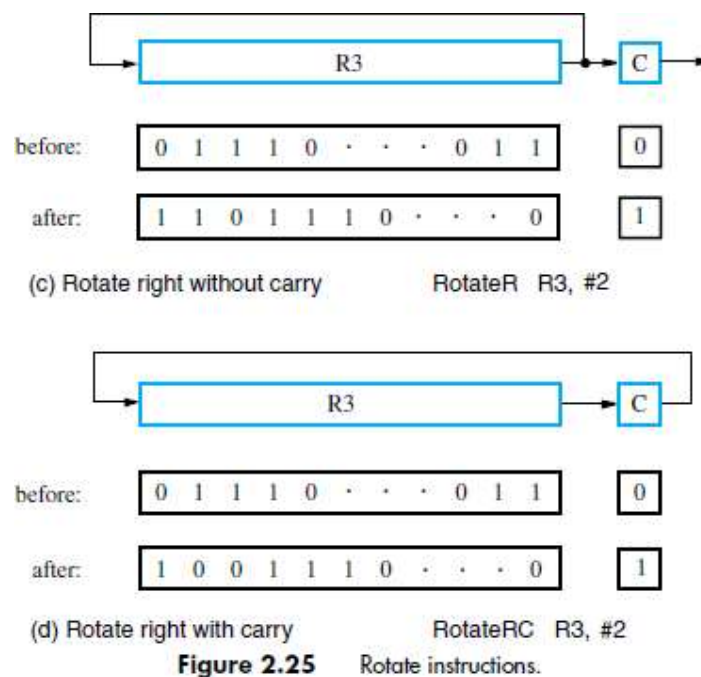 R3 C
before: 0 1 1 1 0 · · · 0 1 1 0
after: 1 1 0 1 1 1 0 · · · 0 1
(c) Rotate right without carry RotateR R3, #2
R3 C
before: 0 1 1 1 0 · · · 0 1 1 0
after: 1 0 0 1 1 1 0 · · · 0 1
(d) Rotate right with carry RotateRC R3, #2
Figure 2.25 Rotate instructions.